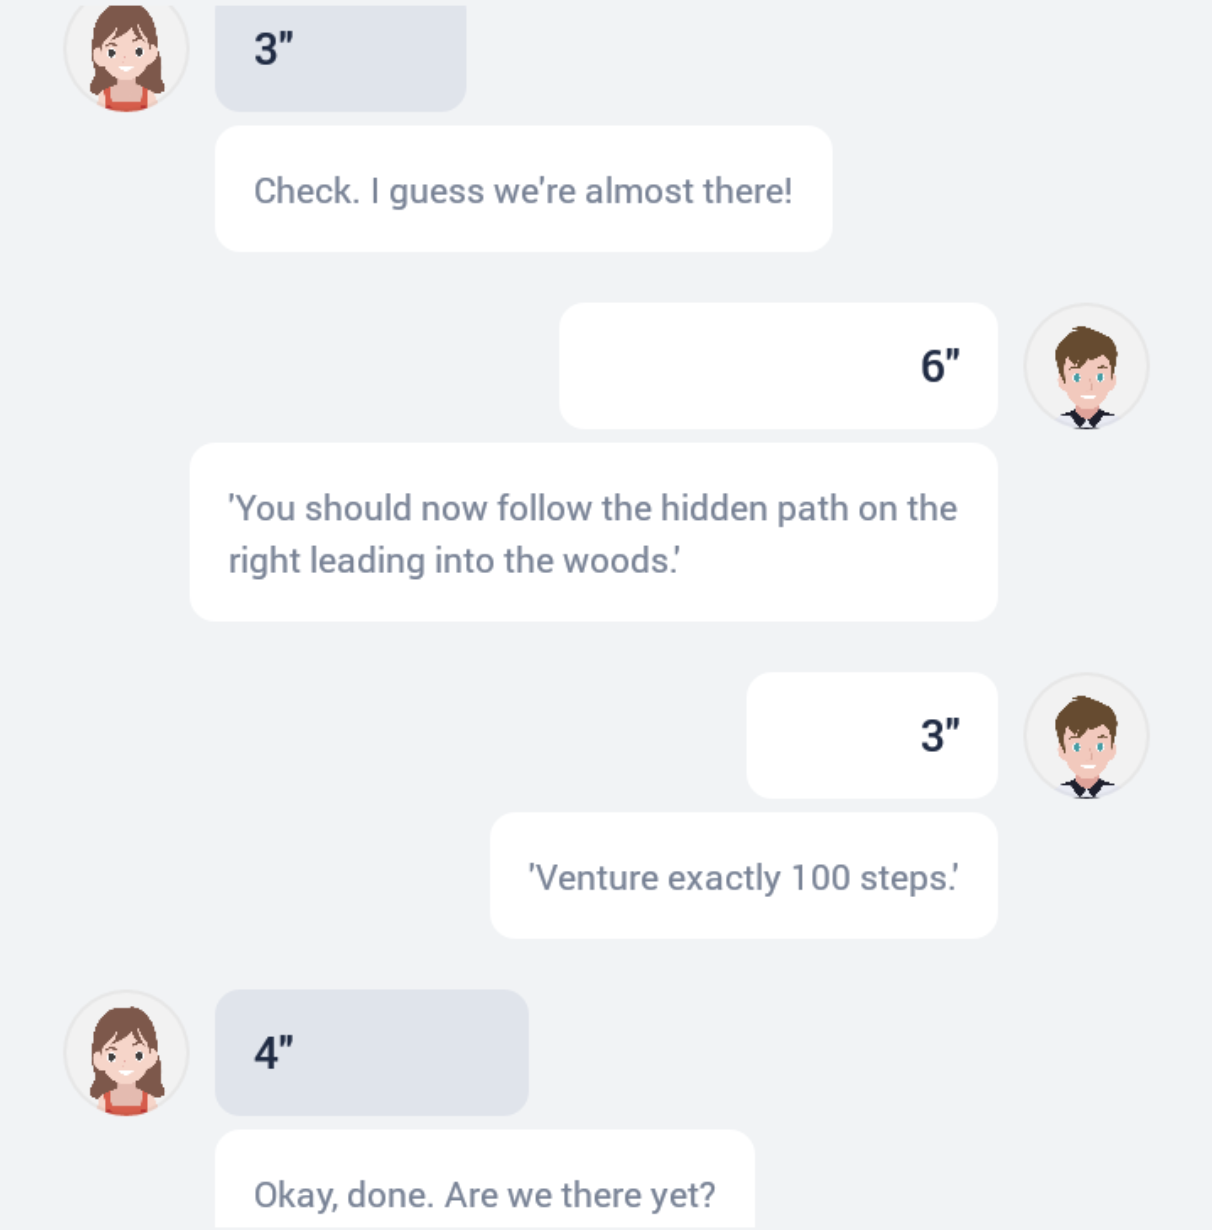 3"
Check. I guess we're almost there!
6"
'You should now follow the hidden path on the
right leading into the woods.'
3"
'Venture exactly 100 steps.'
4"
Okay, done. Are we there yet?